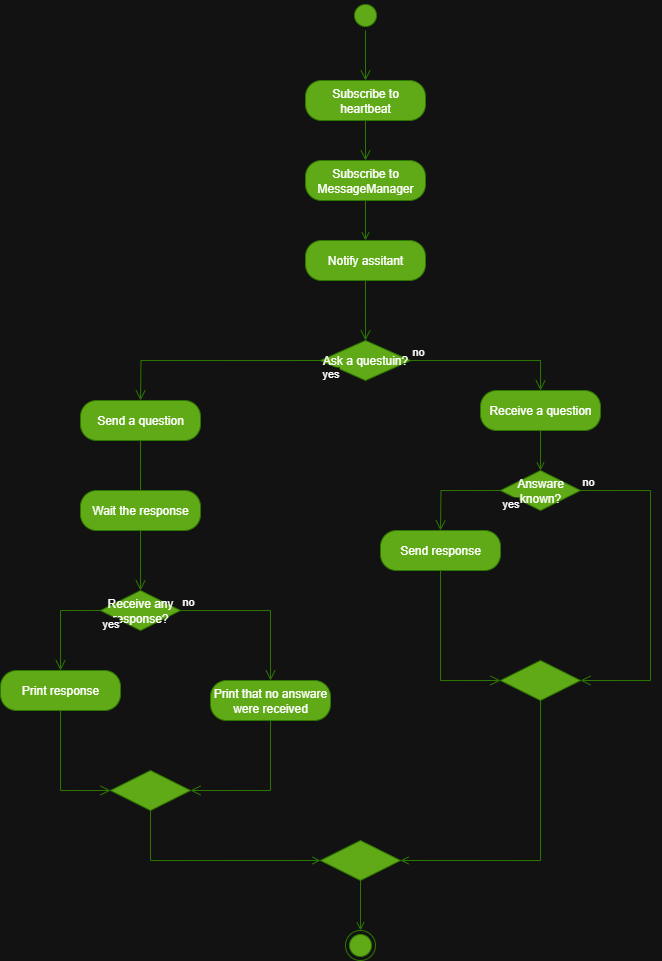 Subscribe to
heartbeat
Subscribe to
MessageManager
Notify assitant
Ask a questuin?
no
yes
Send a question
Receive a question
Answare
known?
no
yes
Wait the response
Send response
Receive any
response?
no
yes
Print response
Print that no answare
were received